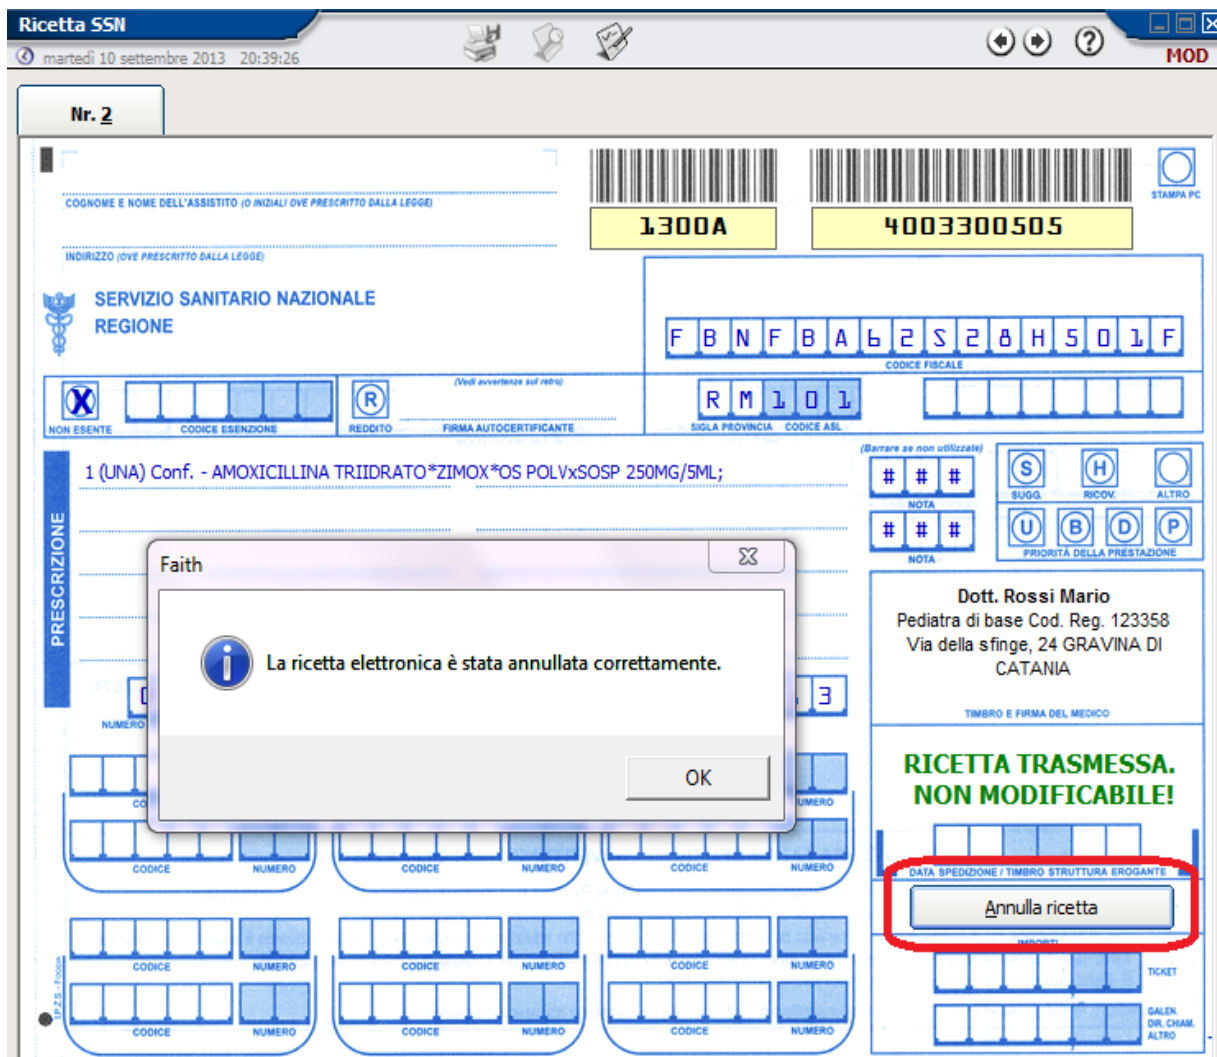 Ricetta SSN
martedì 10 settembre 2013 20:39:26
MOD
Nr. 2
COGNOME E NOME DELL'ASSISTITO (O INIZIALI OVE PRESCRITTO DALLA LEGGE)
STAMPA PC
1300A
4003300505
INDIRIZZO (OVE PRESCRITTO DALLA LEGGE)
SERVIZIO SANITARIO NAZIONALE
REGIONE
F B N F B A 6 2 S 2 8 H 5 0 1 F
CODICE FISCALE
(Vedi avvertenze sul retro)
X
R
R M 1 0 1
NON ESENTE
CODICE ESENZIONE
REDDITO
FIRMA AUTOCERTIFICANTE
SIGLA PROVINCIA CODICE ASL
(Barrare se non utilizzate)
1 (UNA) Conf. - AMOXICILLINA TRIIDRATO*ZIMOX*OS POLVxSOSP 250MG/5ML;
# # #
S H
NOTA
SUGG. RICOV. ALTRO
# # #
U B D P
NOTA
PRIORITÀ DELLA PRESTAZIONE
PRESCRIZIONE
Faith
La ricetta elettronica è stata annullata correttamente.
OK
Dott. Rossi Mario
Pediatra di base Cod. Reg. 123358
Via della sfinge, 24 GRAVINA DI
CATANIA
3
NUMERO
TIMBRO E FIRMA DEL MEDICO
RICETTA TRASMESSA.
NON MODIFICABILE!
CODICE NUMERO CODICE NUMERO CODICE NUMERO
DATA SPEDIZIONE / TIMBRO STRUTTURA EROGANTE
Annulla ricetta
IMPORTI
CODICE NUMERO CODICE NUMERO CODICE NUMERO
TICKET
I.P.Z.S. - FOGGIA
CODICE NUMERO CODICE NUMERO CODICE NUMERO
GALEN.
DIR. CHIAM.
ALTRO